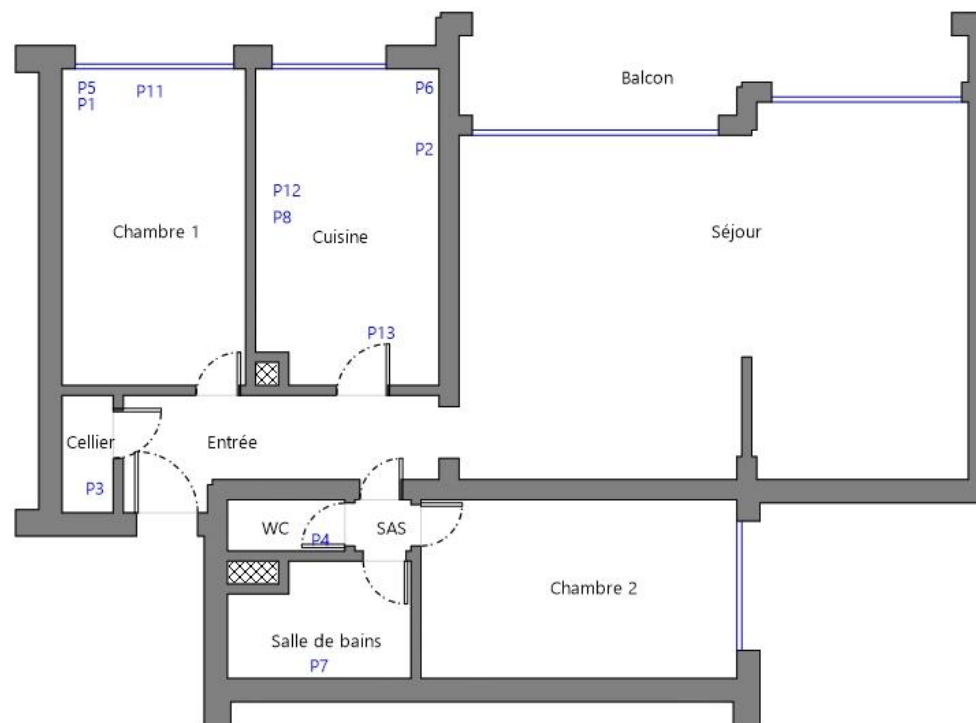 Balcon
P5
P1
P11
P6
P2
P12
P8
Chambre 1
Cuisine
Séjour
P13
Cellier
Entrée
P3
WC
P4
SAS
Chambre 2
Salle de bains
P7